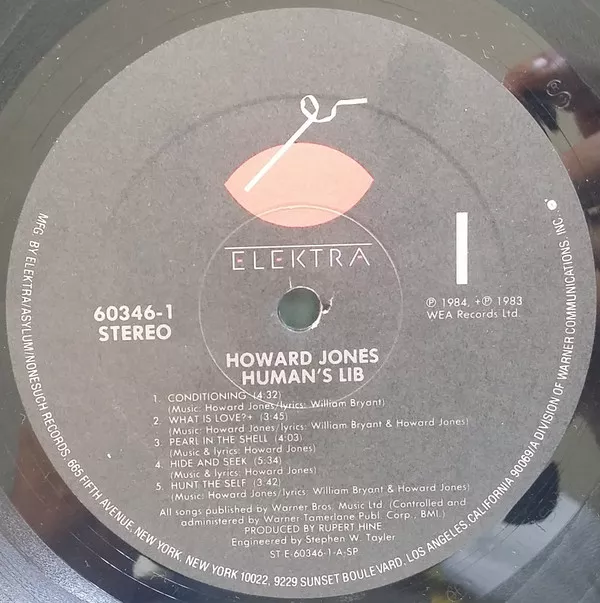 ELEKTRA
60346-1
STEREO
1
℗ 1984, +℗ 1983
WEA Records Ltd.
HOWARD JONES
HUMAN'S LIB
1. CONDITIONING (4:32)
(Music: Howard Jones/lyrics: William Bryant)
2. WHAT IS LOVE?+ (3:45)
(Music: Howard Jones/lyrics: William Bryant & Howard Jones)
3. PEARL IN THE SHELL (4:03)
(Music & lyrics: Howard Jones)
4. HIDE AND SEEK (5:34)
(Music & lyrics: Howard Jones)
5. HUNT THE SELF (3:42)
(Music: Howard Jones/lyrics: William Bryant & Howard Jones)
All songs published by Warner Bros. Music Ltd. (Controlled and
administered by Warner-Tamerlane Publ. Corp., BMI.)
PRODUCED BY RUPERT HINE
Engineered by Stephen W. Tayler
ST E-60346-1-A-SP
MFG. BY ELEKTRA/ASYLUM/NONESUCH RECORDS, 665 FIFTH AVENUE, NEW YORK, NEW YORK 10022, 9229 SUNSET BOULEVARD, LOS ANGELES, CALIFORNIA 90069/A DIVISION OF WARNER COMMUNICATIONS, INC.